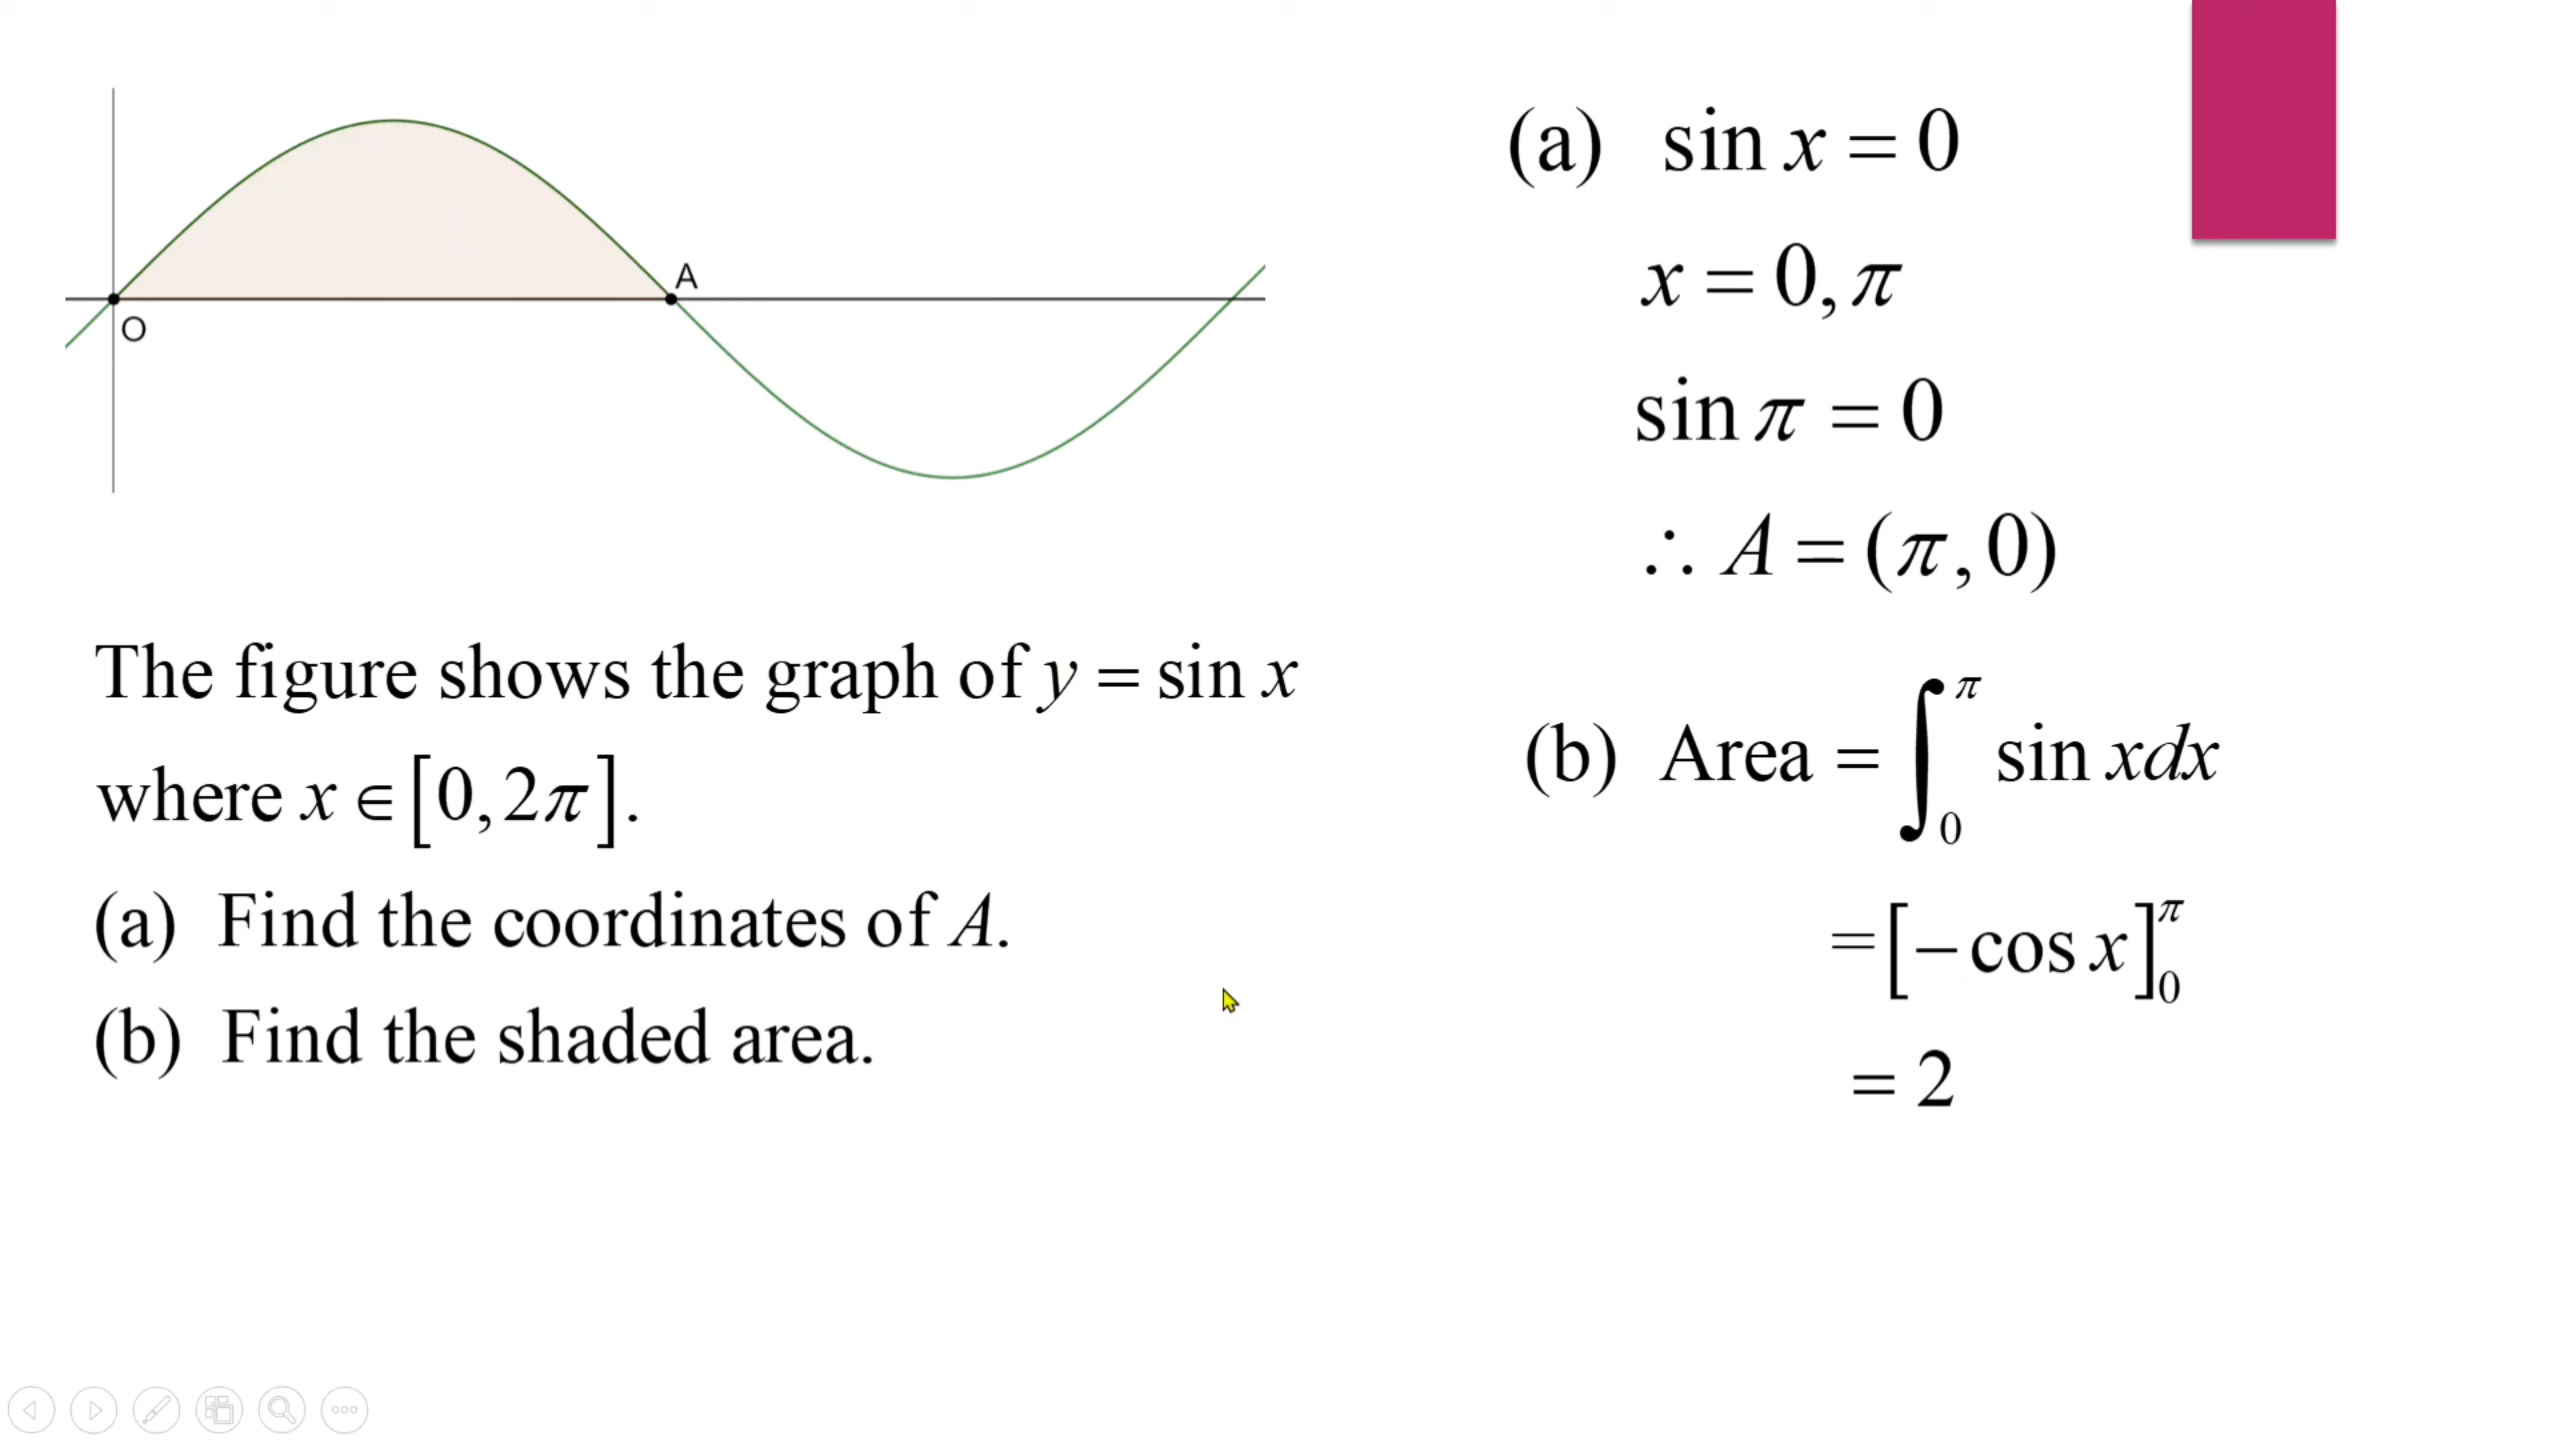 A
O
The figure shows the graph of y = sin x
where x ∈ [0, 2π].
(a) Find the coordinates of A.
(b) Find the shaded area.
(a) sin x = 0
x = 0, π
sin π = 0
∴ A = (π, 0)
(b) Area = ∫₀^π sin xdx
= [− cos x]₀^π
= 2